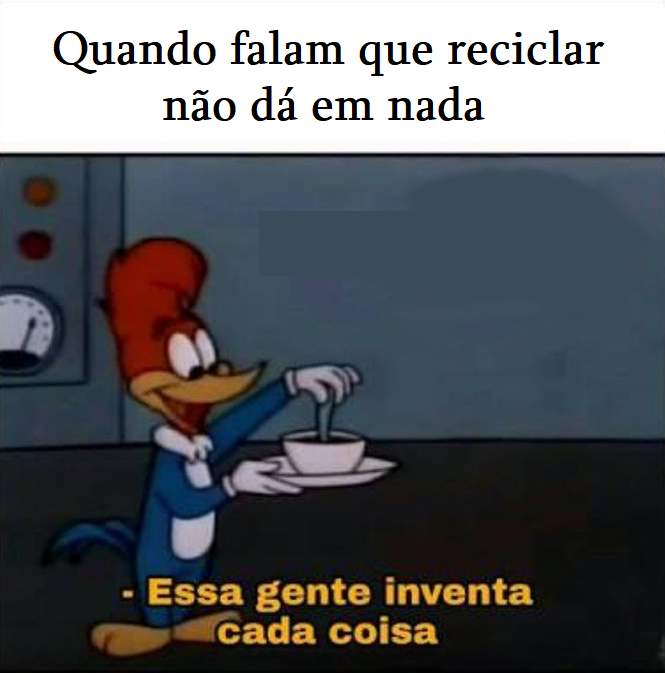 Quando falam que reciclar
não dá em nada
- Essa gente inventa
cada coisa